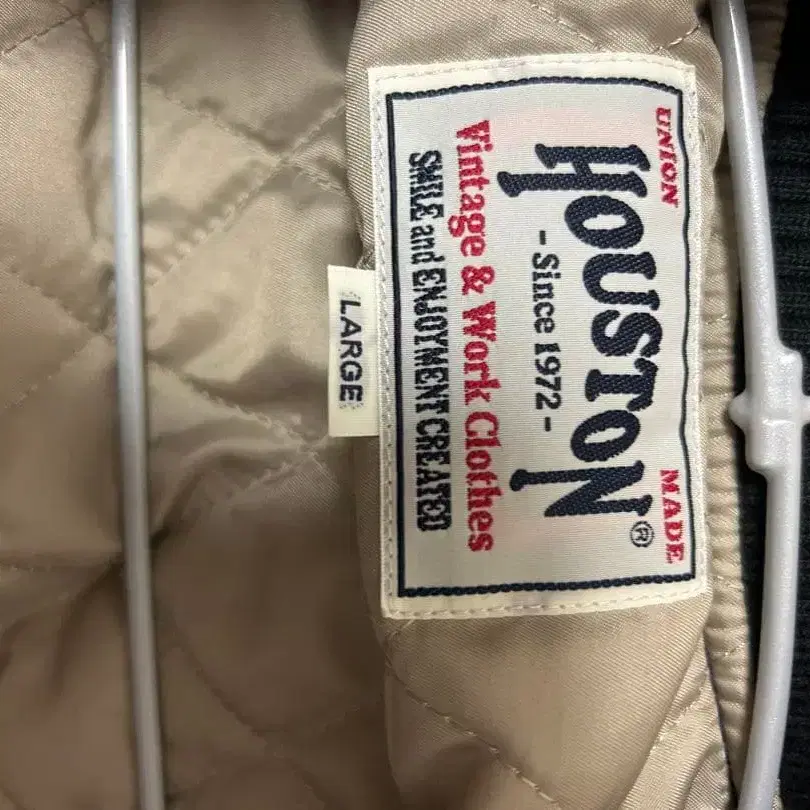 UNION MADE
HOUSTON®
-Since 1972-
Vintage & Work Clothes
SMILE and ENJOYMENT CREATED
LARGE